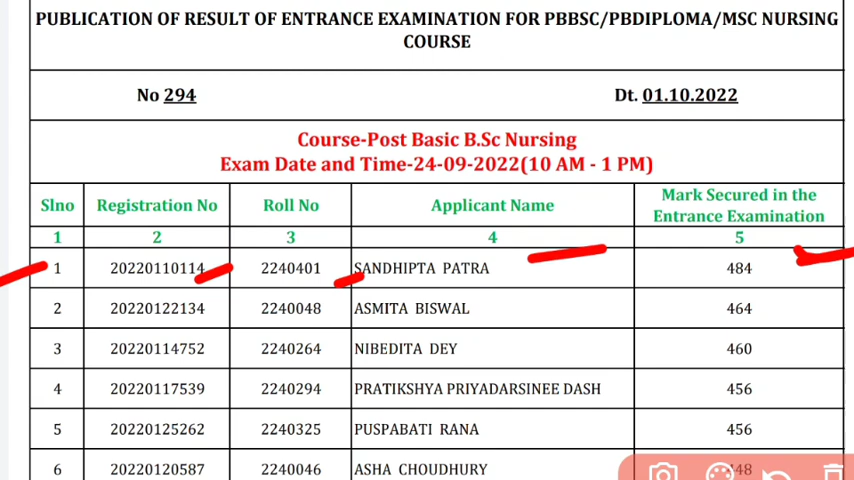 PUBLICATION OF RESULT OF ENTRANCE EXAMINATION FOR PBBSC/PBDIPLOMA/MSC NURSING
COURSE
No 294 Dt. 01.10.2022
Course-Post Basic B.Sc Nursing
Exam Date and Time-24-09-2022(10 AM - 1 PM)
Slno Registration No Roll No Applicant Name Mark Secured in the
Entrance Examination
1 2 3 4 5
1 20220110114 2240401 SANDHIPTA PATRA 484
2 20220122134 2240048 ASMITA BISWAL 464
3 20220114752 2240264 NIBEDITA DEY 460
4 20220117539 2240294 PRATIKSHYA PRIYADARSINEE DASH 456
5 20220125262 2240325 PUSPABATI RANA 456
6 20220120587 2240046 ASHA CHOUDHURY 448